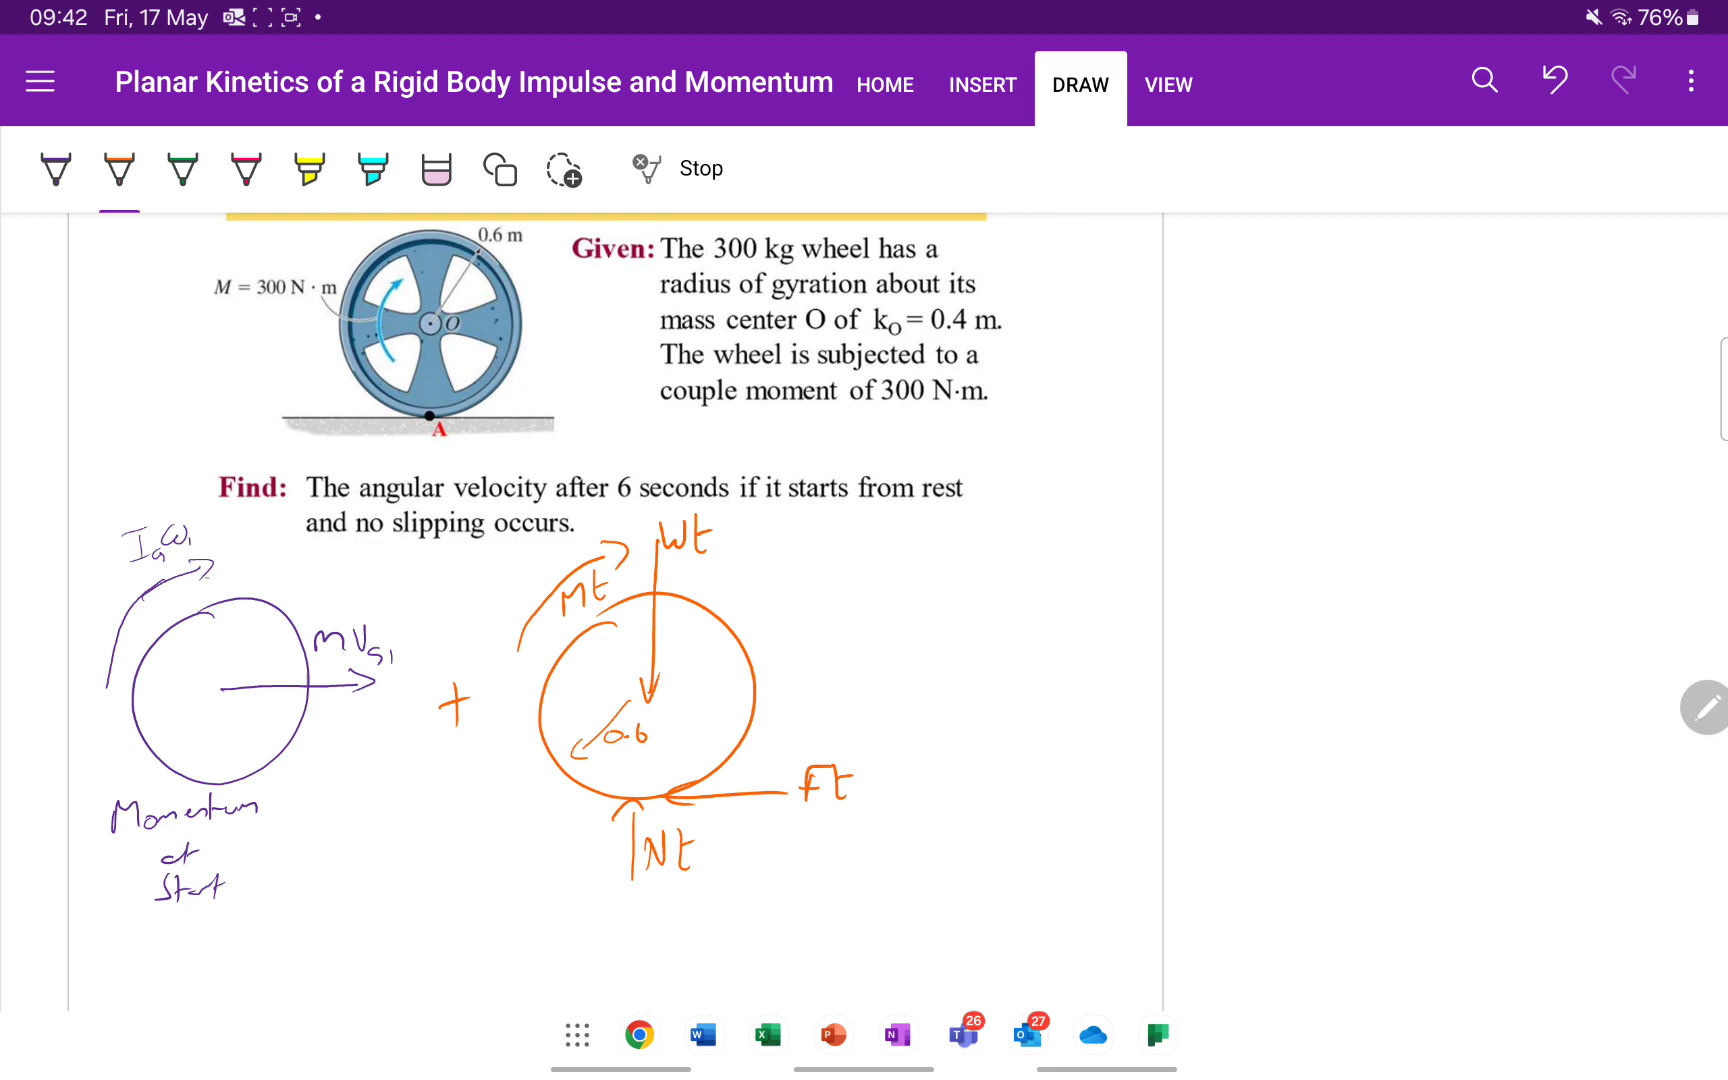 09:42 Fri, 17 May
76%
Planar Kinetics of a Rigid Body Impulse and Momentum
HOME INSERT DRAW VIEW
Stop
0.6 m
M = 300 N · m
O
A
Given: The 300 kg wheel has a
radius of gyration about its
mass center O of kO = 0.4 m.
The wheel is subjected to a
couple moment of 300 N·m.
Find: The angular velocity after 6 seconds if it starts from rest
and no slipping occurs.
IGω1
mVG1
Momentum
at
Start
+
Mt
Wt
0.6
Ft
Nt
26
27